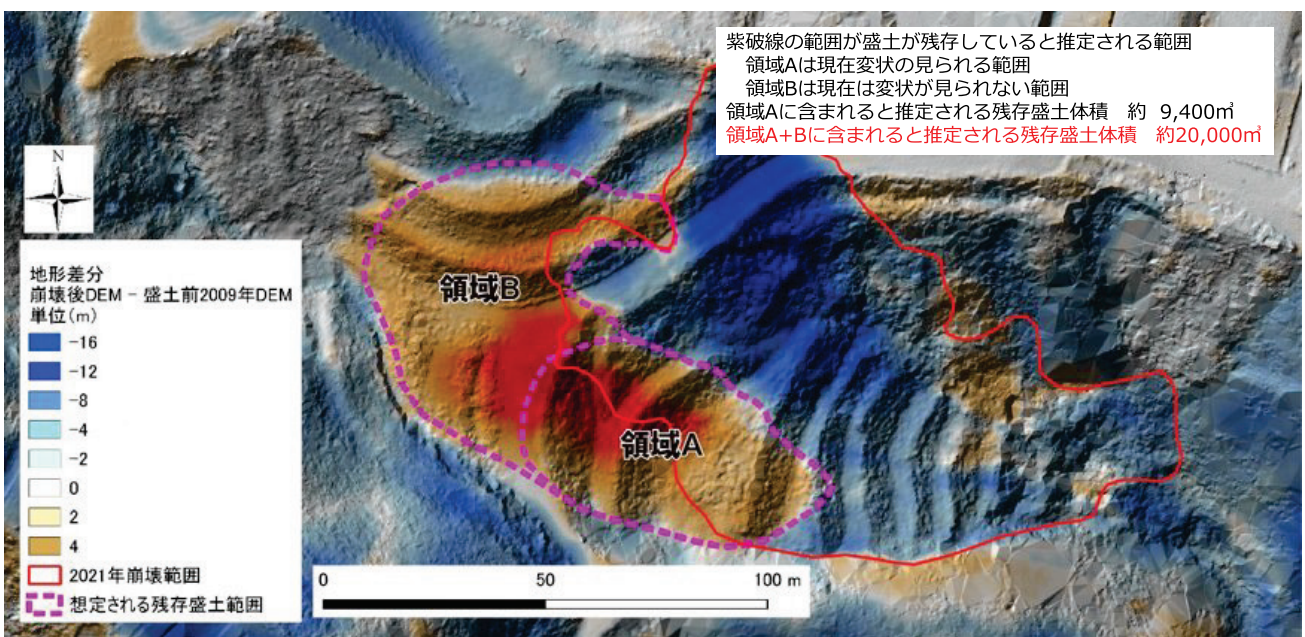 紫破線の範囲が盛土が残存していると推定される範囲
領域Aは現在変状の見られる範囲
領域Bは現在は変状が見られない範囲
領域Aに含まれると推定される残存盛土体積 約 9,400㎥
領域A+Bに含まれると推定される残存盛土体積 約20,000㎥
N
領域B
領域A
地形差分
崩壊後DEM - 盛土前2009年DEM
単位(m)
-16
-12
-8
-4
-2
0
2
4
2021年崩壊範囲
想定される残存盛土範囲
0 50 100 m